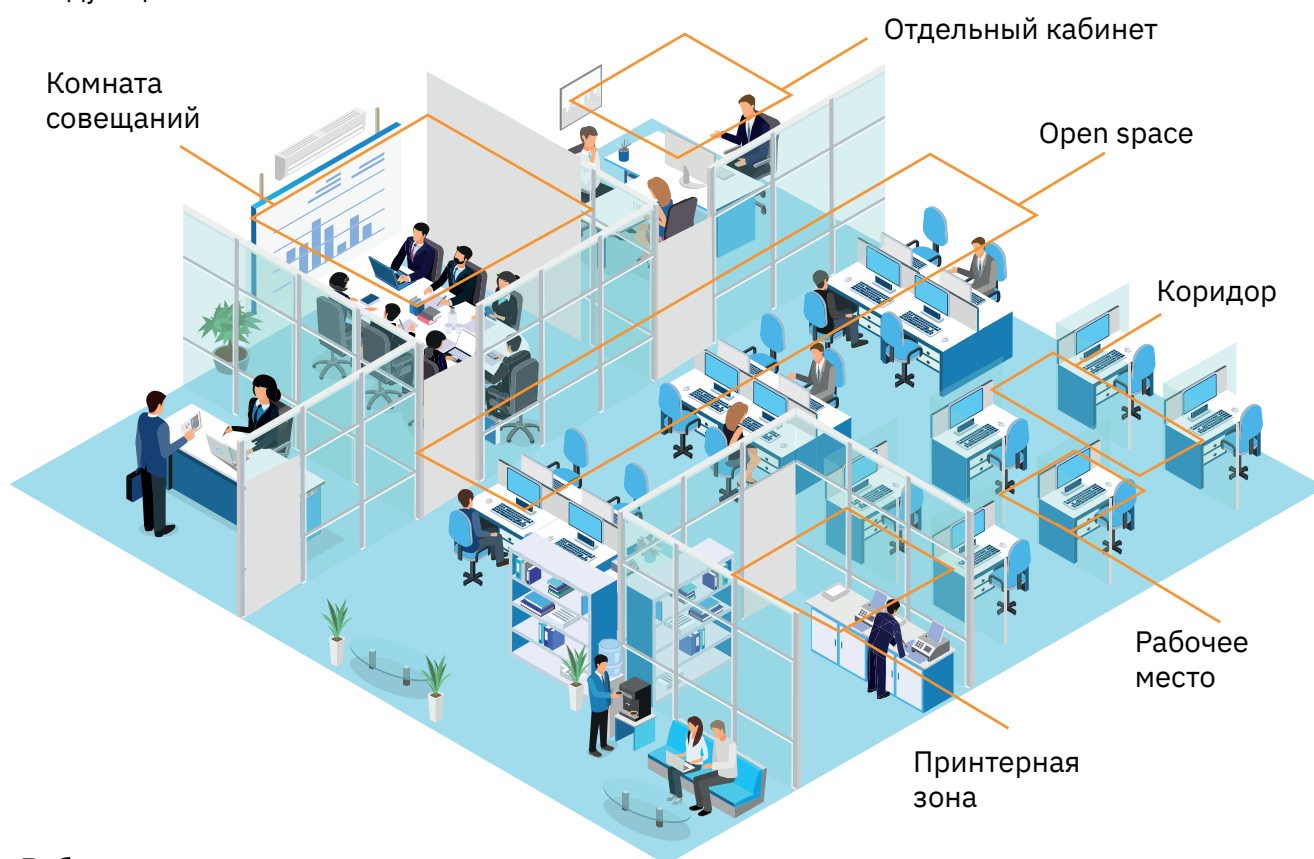 Отдельный кабинет
Комната
совещаний
Open space
Коридор
Рабочее
место
Принтерная
зона